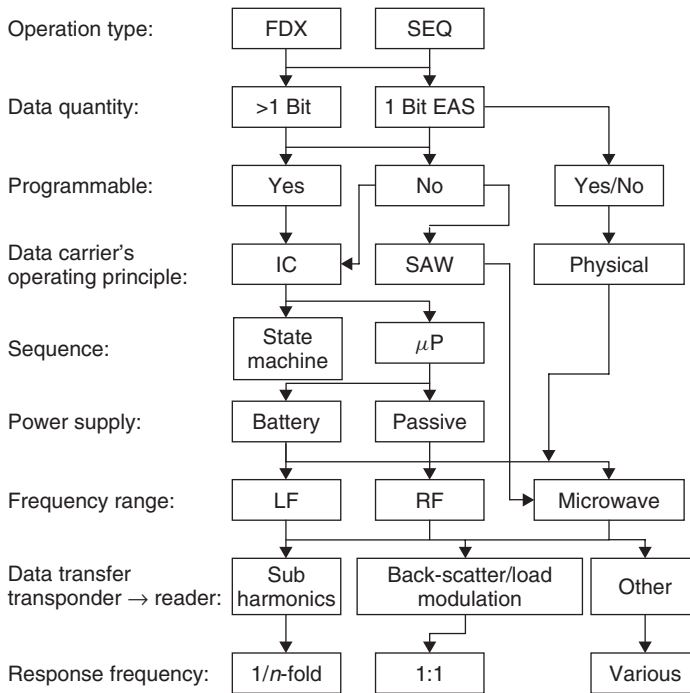 Operation type: FDX SEQ
Data quantity: >1 Bit 1 Bit EAS
Programmable: Yes No Yes/No
Data carrier's
operating principle: IC SAW Physical
Sequence: State
machine μP
Power supply: Battery Passive
Frequency range: LF RF Microwave
Data transfer
transponder → reader: Sub
harmonics Back-scatter/load
modulation Other
Response frequency: 1/n-fold 1:1 Various